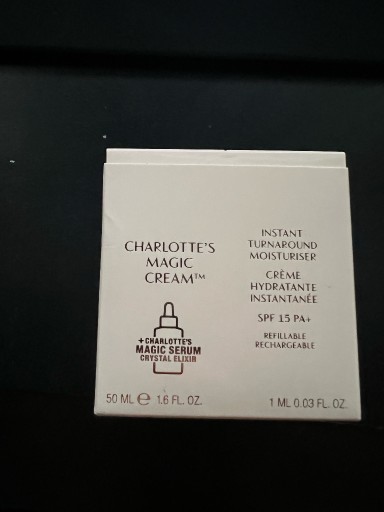 CHARLOTTE'S
MAGIC
CREAM™
+CHARLOTTE'S
MAGIC SERUM
CRYSTAL ELIXIR
50 ML ℮ 1.6 FL. OZ.
INSTANT
TURNAROUND
MOISTURISER
CRÈME
HYDRATANTE
INSTANTANÉE
SPF 15 PA+
REFILLABLE
RECHARGEABLE
1 ML 0.03 FL. OZ.